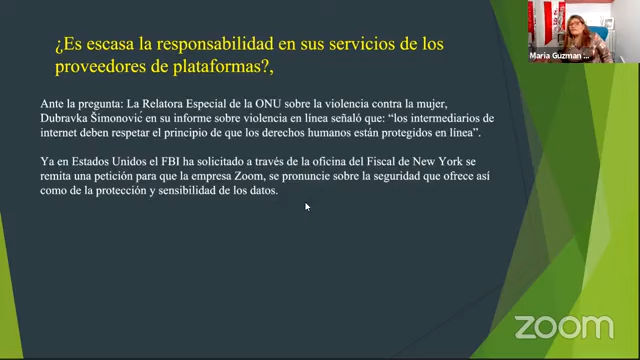 ¿Es escasa la responsabilidad en sus servicios de los
proveedores de plataformas?,
Ante la pregunta: La Relatora Especial de la ONU sobre la violencia contra la mujer,
Dubravka Šimonović en su informe sobre violencia en línea señaló que: “los intermediarios de
internet deben respetar el principio de que los derechos humanos están protegidos en línea”.
Ya en Estados Unidos el FBI ha solicitado a través de la oficina del Fiscal de New York se
remita una petición para que la empresa Zoom, se pronuncie sobre la seguridad que ofrece así
como de la protección y sensibilidad de los datos.
Maria Guzman ...
zoom